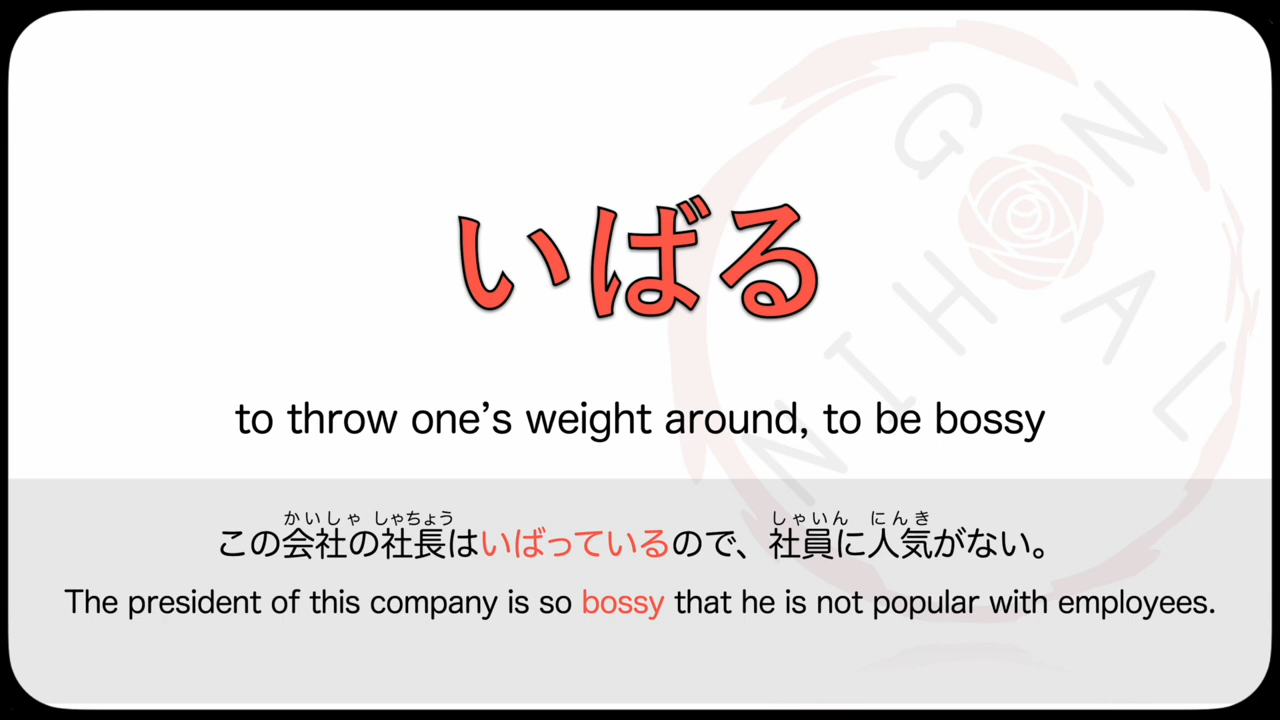 いばる
to throw one’s weight around, to be bossy
かいしゃ しゃちょう しゃいん にんき
この会社の社長はいばっているので、社員に人気がない。
The president of this company is so bossy that he is not popular with employees.
NIHONGAL